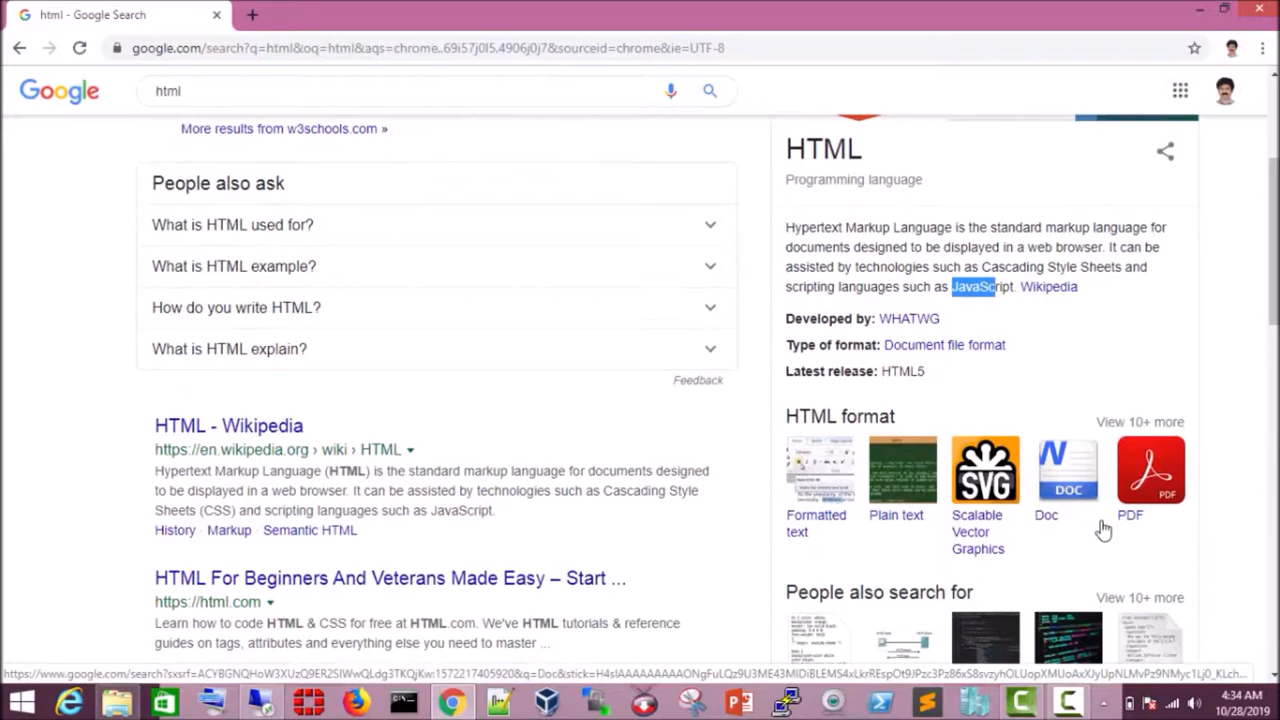 html - Google Search
google.com/search?q=html&oq=html&aqs=chrome..69i57j0l5.4906j0j7&sourceid=chrome&ie=UTF-8
Google
html
More results from w3schools.com »
People also ask
What is HTML used for?
What is HTML example?
How do you write HTML?
What is HTML explain?
Feedback
HTML - Wikipedia
https://en.wikipedia.org › wiki › HTML
Hypertext Markup Language (HTML) is the standard markup language for documents designed
to be displayed in a web browser. It can be assisted by technologies such as Cascading Style
Sheets (CSS) and scripting languages such as JavaScript.
History · Markup · Semantic HTML
HTML For Beginners And Veterans Made Easy – Start ...
https://html.com
Learn how to code HTML & CSS for free at HTML.com. We've HTML tutorials & reference
guides on tags, attributes and everything else you need to master ...
HTML
Programming language
Hypertext Markup Language is the standard markup language for
documents designed to be displayed in a web browser. It can be
assisted by technologies such as Cascading Style Sheets and
scripting languages such as JavaScript. Wikipedia
Developed by: WHATWG
Type of format: Document file format
Latest release: HTML5
HTML format
View 10+ more
SVG
DOC
PDF
Formatted
text
Plain text
Scalable
Vector
Graphics
Doc
PDF
People also search for
View 10+ more
4:34 AM
10/28/2019